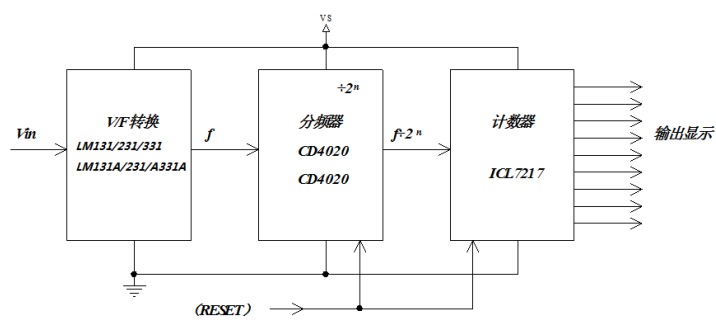 VS
Vin
V/F转换
LM131/231/331
LM131A/231/A331A
f
÷2ⁿ
分频器
CD4020
CD4020
f÷2ⁿ
计数器
ICL7217
输出显示
（RESET）